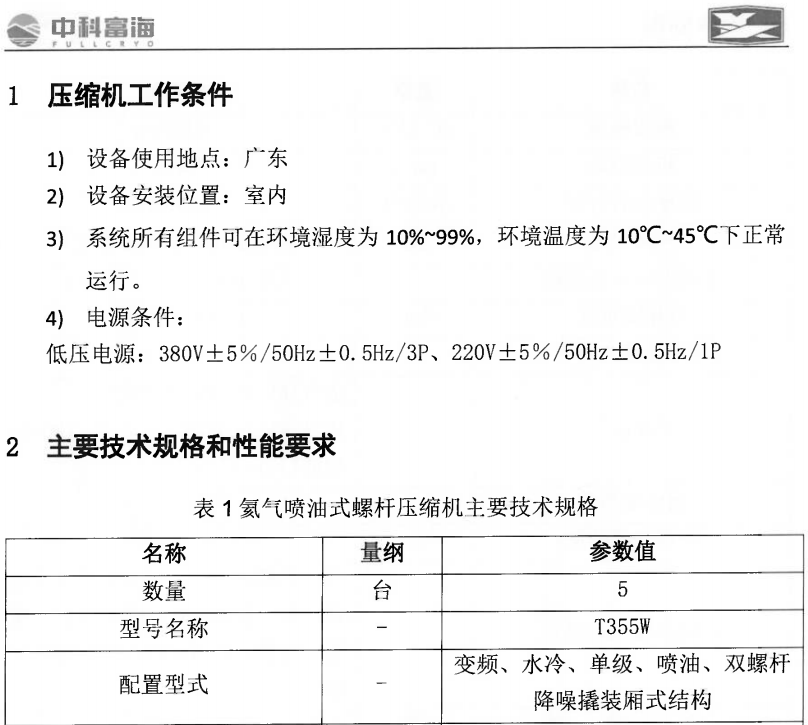 中科富海
FULLCRYO
1 压缩机工作条件
1) 设备使用地点：广东
2) 设备安装位置：室内
3) 系统所有组件可在环境湿度为 10%~99%，环境温度为 10℃~45℃下正常
运行。
4) 电源条件：
低压电源：380V±5%/50Hz±0.5Hz/3P、220V±5%/50Hz±0.5Hz/1P
2 主要技术规格和性能要求
表 1 氦气喷油式螺杆压缩机主要技术规格
名称 量纲 参数值
数量 台 5
型号名称 - T355W
配置型式 - 变频、水冷、单级、喷油、双螺杆
降噪撬装厢式结构